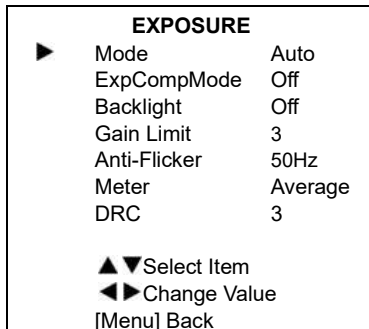 EXPOSURE
▶ Mode Auto
ExpCompMode Off
Backlight Off
Gain Limit 3
Anti-Flicker 50Hz
Meter Average
DRC 3
▲▼Select Item
◀▶Change Value
[Menu] Back